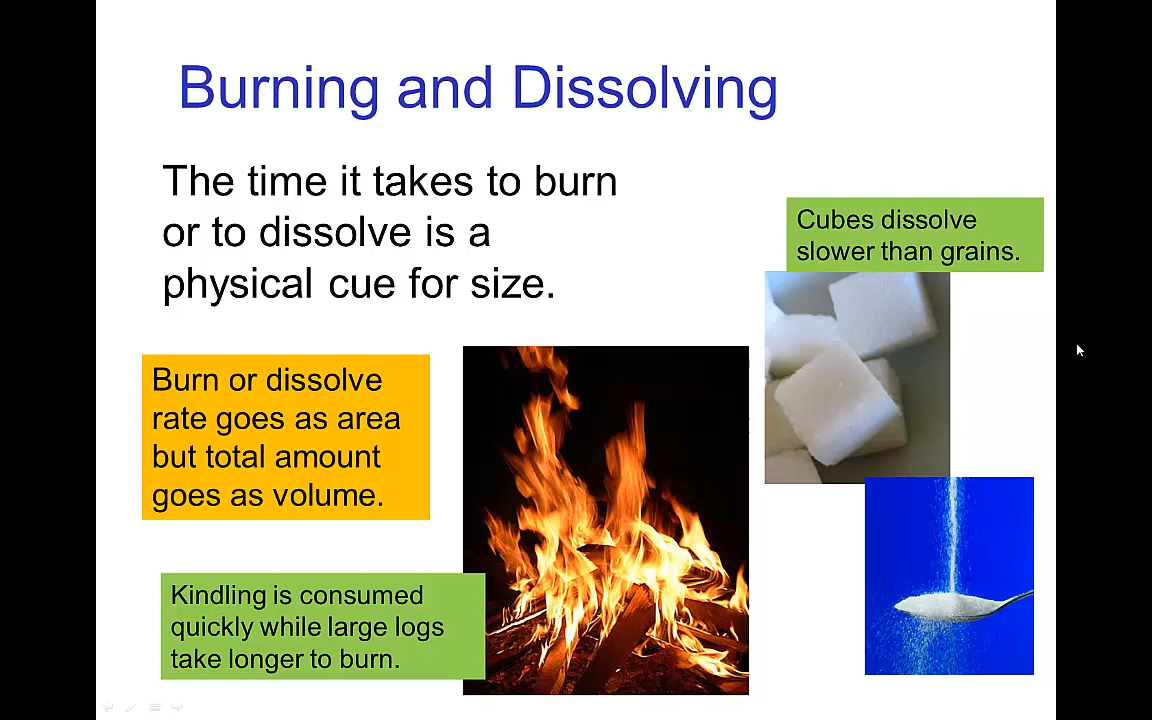 Burning and Dissolving
The time it takes to burn
or to dissolve is a
physical cue for size.
Cubes dissolve
slower than grains.
Burn or dissolve
rate goes as area
but total amount
goes as volume.
Kindling is consumed
quickly while large logs
take longer to burn.